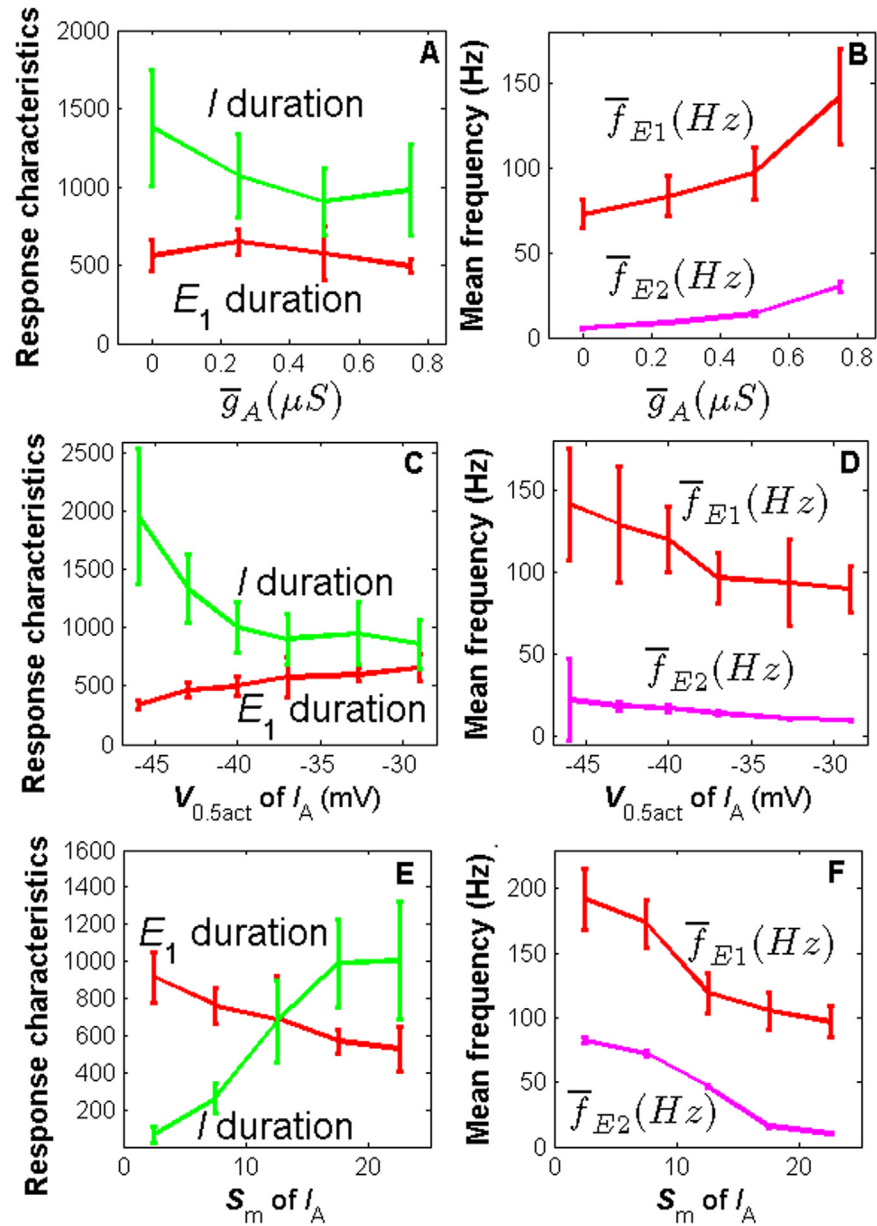 Response characteristics
2000
1500
1000
500
0
A
I duration
E1 duration
0 0.2 0.4 0.6 0.8
g̅A(μS)
Mean frequency (Hz)
150
100
50
0
B
f̅E1(Hz)
f̅E2(Hz)
0 0.2 0.4 0.6 0.8
g̅A(μS)
Response characteristics
2500
2000
1500
1000
500
0
C
I duration
E1 duration
-45 -40 -35 -30
V0.5act of IA (mV)
Mean frequency (Hz)
150
100
50
0
D
f̅E1(Hz)
f̅E2(Hz)
-45 -40 -35 -30
V0.5act of IA (mV)
Response characteristics
1600
1400
1200
1000
800
600
400
200
E
E1 duration
I duration
0 10 20
Sm of IA
Mean frequency (Hz)
200
150
100
50
0
F
f̅E1(Hz)
f̅E2(Hz)
0 10 20
Sm of IA